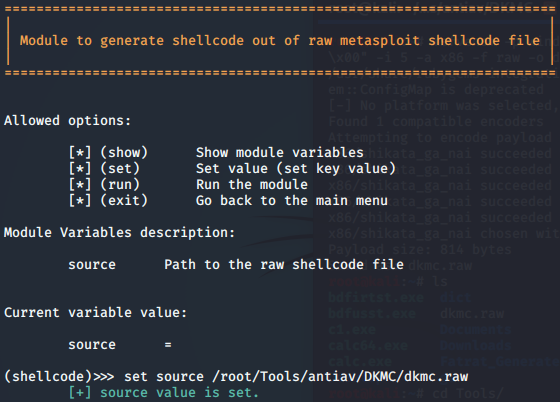 Module to generate shellcode out of raw metasploit shellcode file
Allowed options:
[*] (show) Show module variables
[*] (set) Set value (set key value)
[*] (run) Run the module
[*] (exit) Go back to the main menu
Module Variables description:
source Path to the raw shellcode file
Current variable value:
source =
(shellcode)>>> set source /root/Tools/antiav/DKMC/dkmc.raw
[+] source value is set.